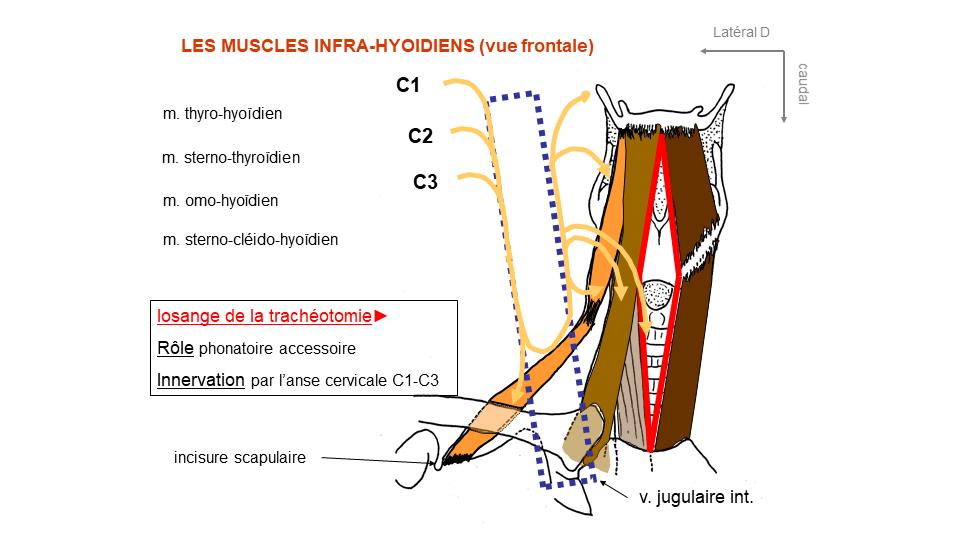 LES MUSCLES INFRA-HYOIDIENS (vue frontale)
Latéral D
caudal
C1
m. thyro-hyoïdien
C2
m. sterno-thyroïdien
C3
m. omo-hyoïdien
m. sterno-cléido-hyoïdien
losange de la trachéotomie►
Rôle phonatoire accessoire
Innervation par l’anse cervicale C1-C3
incisure scapulaire
v. jugulaire int.